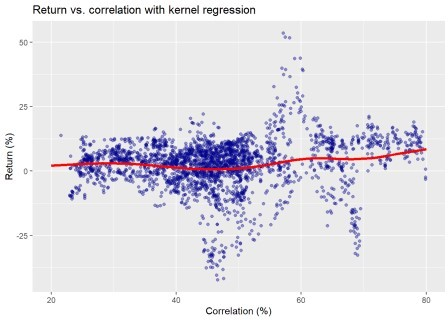 Return vs. correlation with kernel regression
50
25
0
-25
Return (%)
20 40 60 80
Correlation (%)